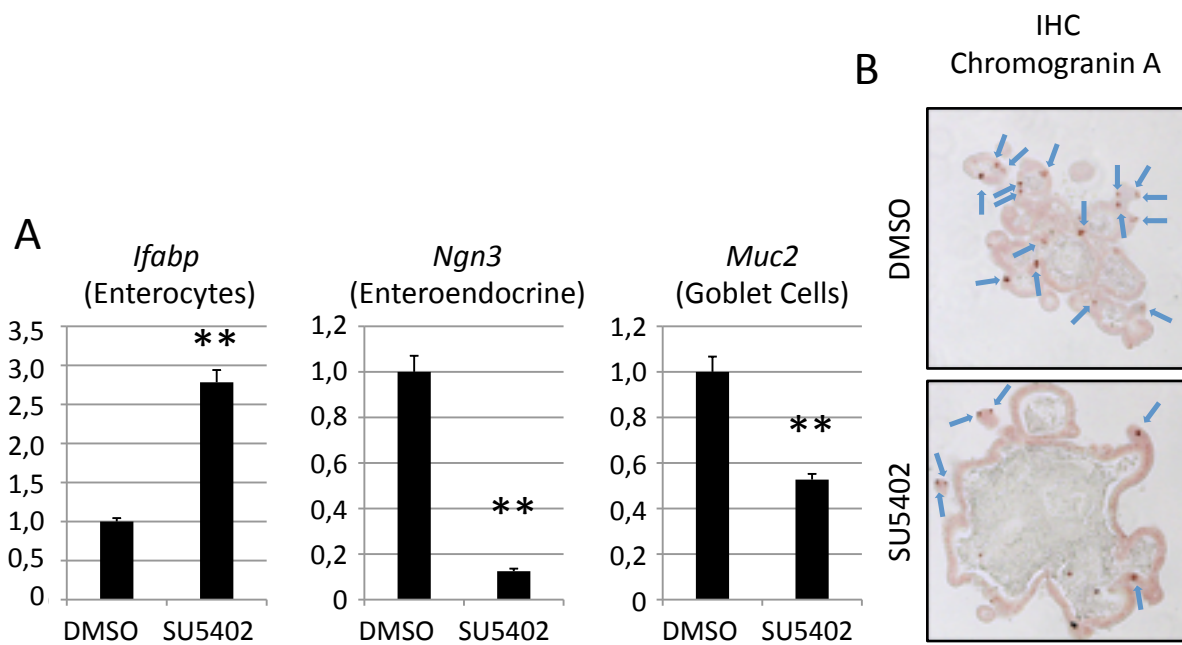 A
Ifabp
(Enterocytes)
3,5
3,0
2,5
2,0
1,5
1,0
0,5
0
**
DMSO SU5402
Ngn3
(Enteroendocrine)
1,2
1,0
0,8
0,6
0,4
0,2
0
**
DMSO SU5402
Muc2
(Goblet Cells)
1,2
1,0
0,8
0,6
0,4
0,2
0
**
DMSO SU5402
B
IHC
Chromogranin A
DMSO
SU5402